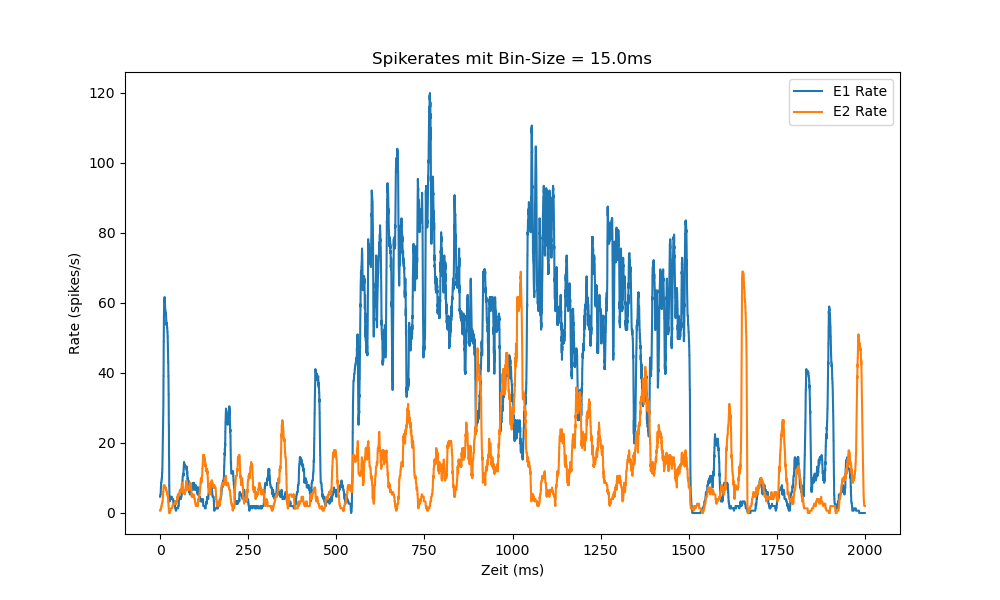 Spikerates mit Bin-Size = 15.0ms
E1 Rate
E2 Rate
120
100
80
60
40
20
0
Rate (spikes/s)
0 250 500 750 1000 1250 1500 1750 2000
Zeit (ms)